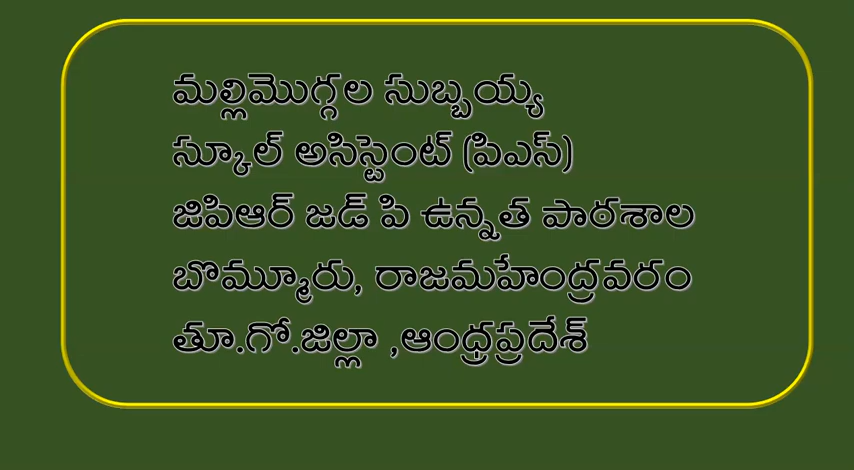 మల్లిమొగ్గల సుబ్బయ్య
స్కూల్ అసిస్టెంట్ (పిఎస్)
జిపిఆర్ జడ్ పి ఉన్నత పాఠశాల
బొమ్మూరు, రాజమహేంద్రవరం
తూ.గో.జిల్లా ,ఆంధ్రప్రదేశ్